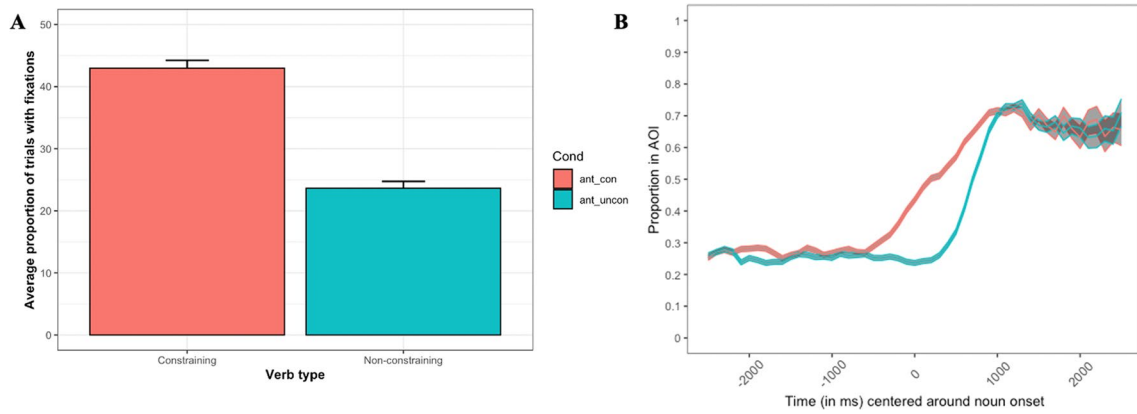 A
Average proportion of trials with fixations
50
40
30
20
10
0
Constraining
Non-constraining
Verb type
Cond
ant_con
ant_uncon
B
Proportion in AOI
1
0.9
0.8
0.7
0.6
0.5
0.4
0.3
0.2
0.1
0
-2000
-1000
0
1000
2000
Time (in ms) centered around noun onset